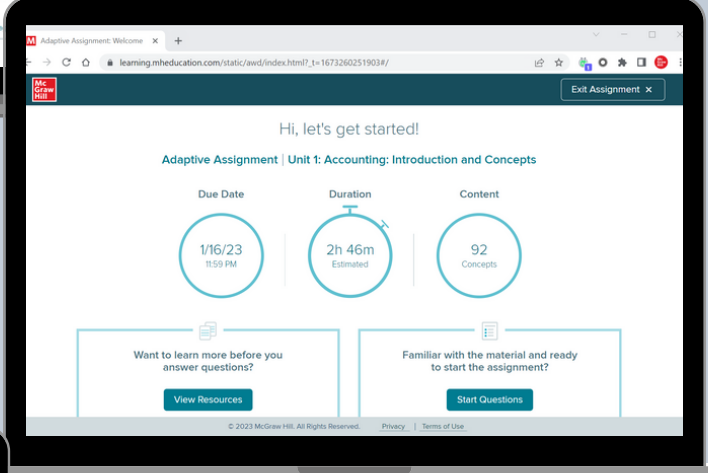 Adaptive Assignment: Welcome
learning.mheducation.com/static/awd/index.html?_t=1673260251903#/
Mc
Graw
Hill
Exit Assignment ×
Hi, let's get started!
Adaptive Assignment | Unit 1: Accounting: Introduction and Concepts
Due Date
Duration
Content
1/16/23
11:59 PM
2h 46m
Estimated
92
Concepts
Want to learn more before you
answer questions?
View Resources
Familiar with the material and ready
to start the assignment?
Start Questions
© 2023 McGraw Hill. All Rights Reserved. Privacy | Terms of Use